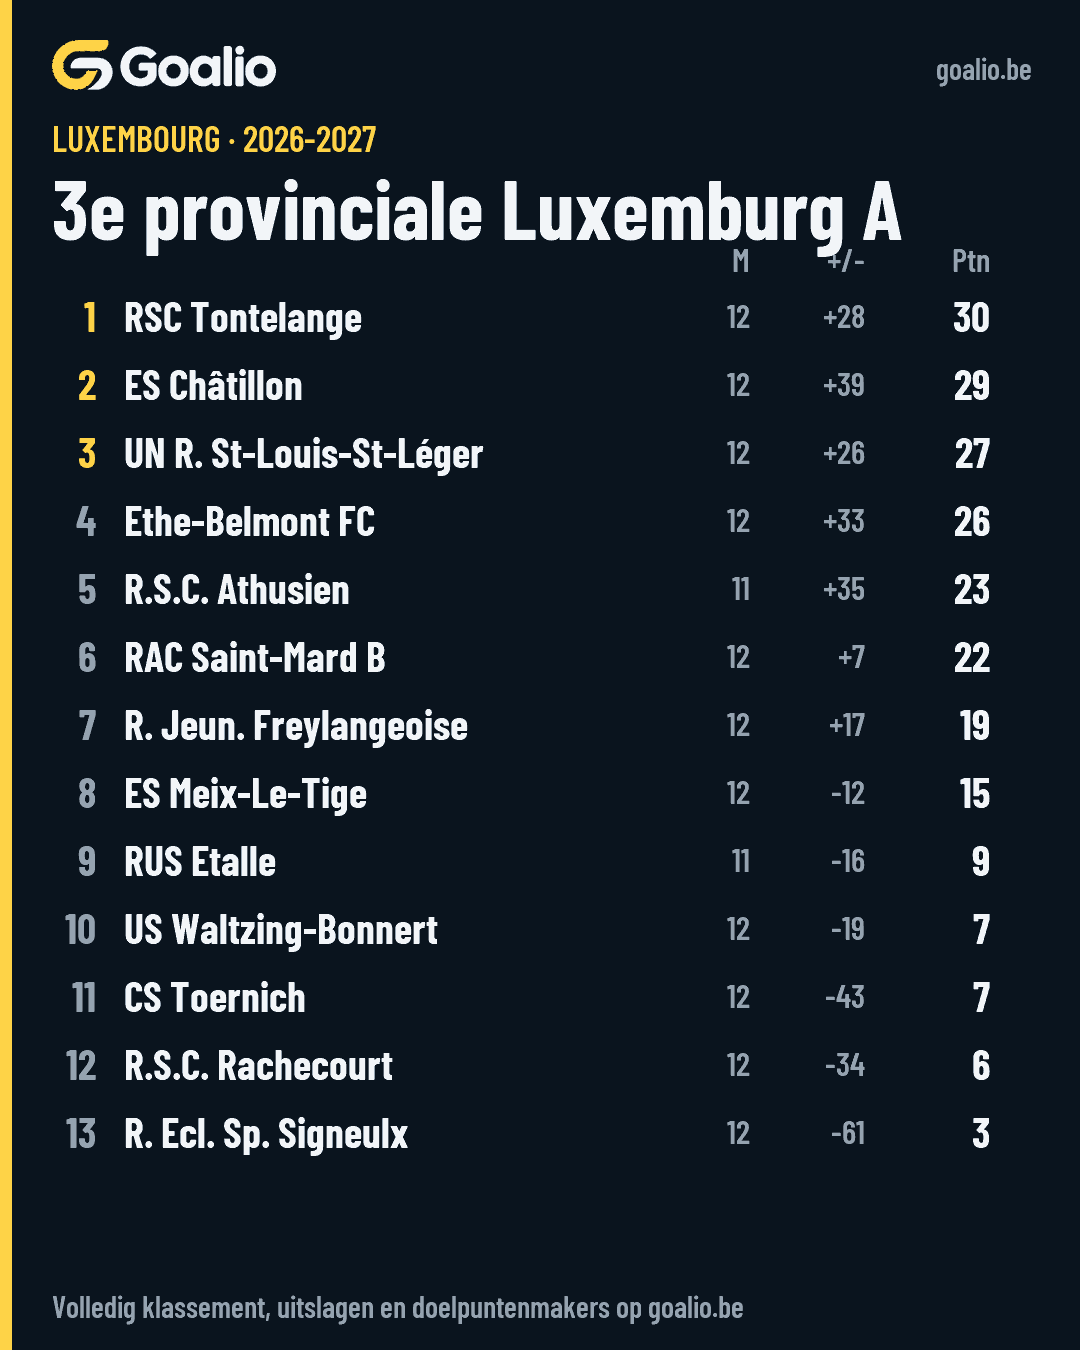 Goalio
goalio.be
LUXEMBOURG · 2026-2027
3e provinciale Luxemburg A
M +/- Ptn
1 RSC Tontelange 12 +28 30
2 ES Châtillon 12 +39 29
3 UN R. St-Louis-St-Léger 12 +26 27
4 Ethe-Belmont FC 12 +33 26
5 R.S.C. Athusien 11 +35 23
6 RAC Saint-Mard B 12 +7 22
7 R. Jeun. Freylangeoise 12 +17 19
8 ES Meix-Le-Tige 12 -12 15
9 RUS Etalle 11 -16 9
10 US Waltzing-Bonnert 12 -19 7
11 CS Toernich 12 -43 7
12 R.S.C. Rachecourt 12 -34 6
13 R. Ecl. Sp. Signeulx 12 -61 3
Volledig klassement, uitslagen en doelpuntenmakers op goalio.be